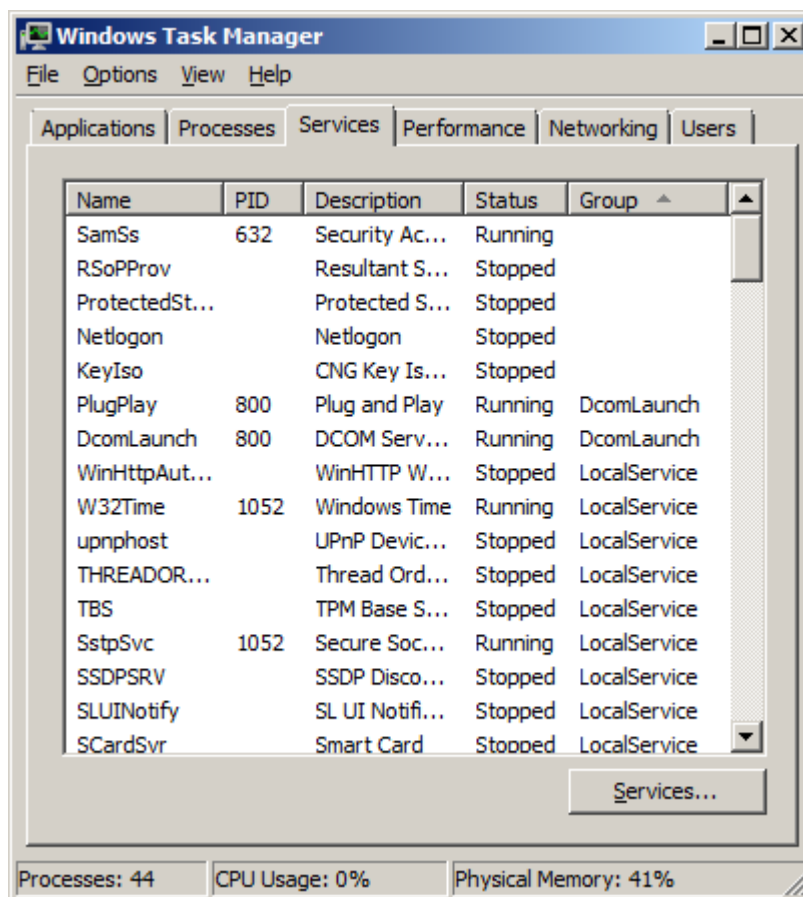 Windows Task Manager
File Options View Help
Applications Processes Services Performance Networking Users
Name PID Description Status Group
SamSs 632 Security Ac... Running
RSoPProv Resultant S... Stopped
ProtectedSt... Protected S... Stopped
Netlogon Netlogon Stopped
KeyIso CNG Key Is... Stopped
PlugPlay 800 Plug and Play Running DcomLaunch
DcomLaunch 800 DCOM Serv... Running DcomLaunch
WinHttpAut... WinHTTP W... Stopped LocalService
W32Time 1052 Windows Time Running LocalService
upnphost UPnP Devic... Stopped LocalService
THREADOR... Thread Ord... Stopped LocalService
TBS TPM Base S... Stopped LocalService
SstpSvc 1052 Secure Soc... Running LocalService
SSDPSRV SSDP Disco... Stopped LocalService
SLUINotify SL UI Notifi... Stopped LocalService
SCardSvr Smart Card Stopped LocalService
Services...
Processes: 44 CPU Usage: 0% Physical Memory: 41%